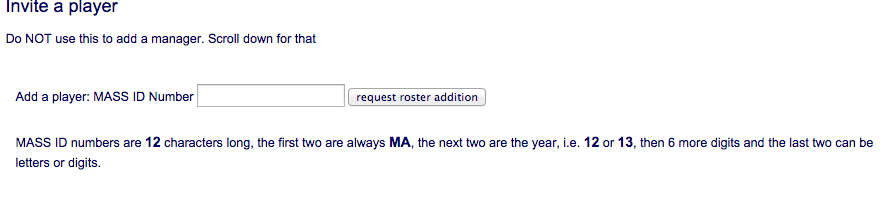 Invite a player
Do NOT use this to add a manager. Scroll down for that
Add a player: MASS ID Number request roster addition
MASS ID numbers are 12 characters long, the first two are always MA, the next two are the year, i.e. 12 or 13, then 6 more digits and the last two can be
letters or digits.